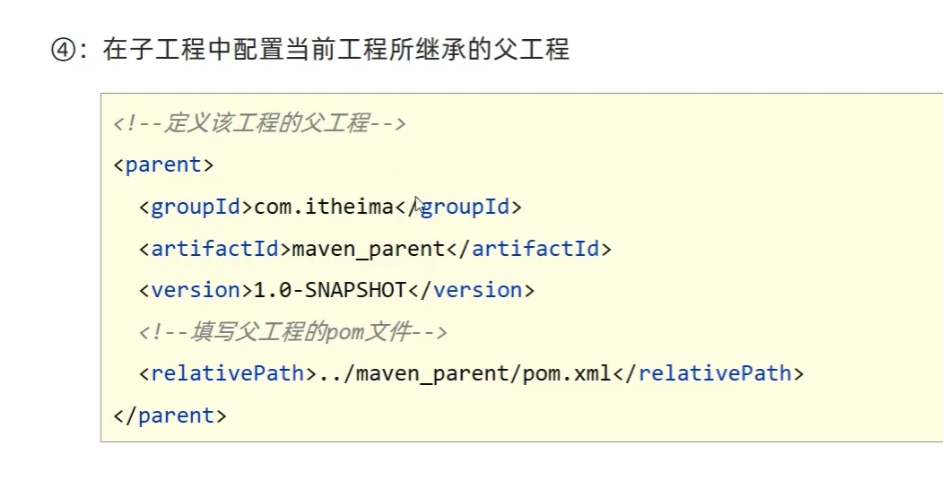 ④：在子工程中配置当前工程所继承的父工程
<!--定义该工程的父工程-->
<parent>
<groupId>com.itheima</groupId>
<artifactId>maven_parent</artifactId>
<version>1.0-SNAPSHOT</version>
<!--填写父工程的pom文件-->
<relativePath>../maven_parent/pom.xml</relativePath>
</parent>